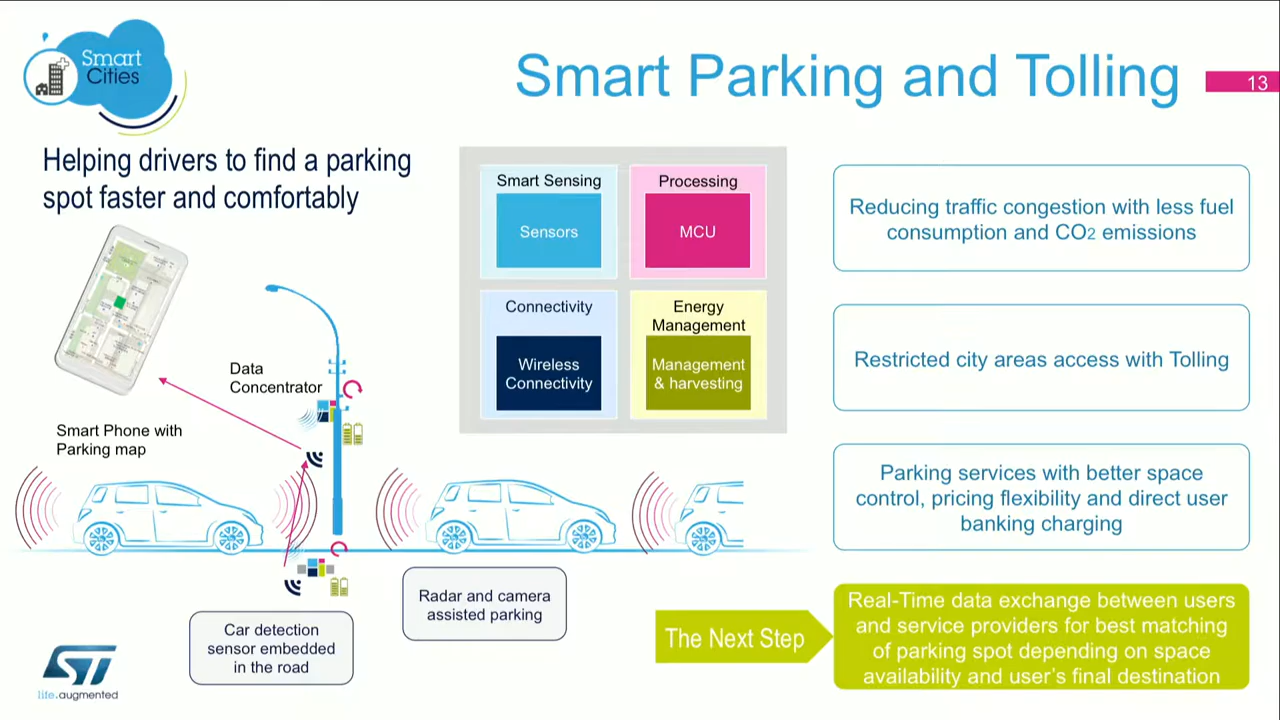 Smart
Cities
Smart Parking and Tolling
13
Helping drivers to find a parking
spot faster and comfortably
Smart Sensing
Sensors
Processing
MCU
Connectivity
Wireless
Connectivity
Energy
Management
Management
& harvesting
Reducing traffic congestion with less fuel
consumption and CO2 emissions
Restricted city areas access with Tolling
Parking services with better space
control, pricing flexibility and direct user
banking charging
Data
Concentrator
Smart Phone with
Parking map
Radar and camera
assisted parking
Car detection
sensor embedded
in the road
The Next Step
Real-Time data exchange between users
and service providers for best matching
of parking spot depending on space
availability and user's final destination
ST
life.augmented